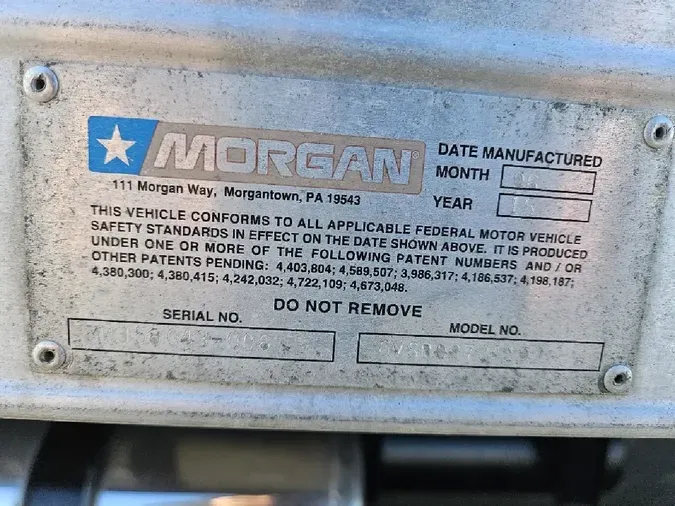 MORGAN
111 Morgan Way, Morgantown, PA 19543
DATE MANUFACTURED
MONTH
YEAR
THIS VEHICLE CONFORMS TO ALL APPLICABLE FEDERAL MOTOR VEHICLE
SAFETY STANDARDS IN EFFECT ON THE DATE SHOWN ABOVE. IT IS PRODUCED
UNDER ONE OR MORE OF THE FOLLOWING PATENT NUMBERS AND / OR
OTHER PATENTS PENDING: 4,403,804; 4,589,507; 3,986,317; 4,186,537; 4,198,187;
4,380,300; 4,380,415; 4,242,032; 4,722,109; 4,673,048.
DO NOT REMOVE
SERIAL NO.
MODEL NO.